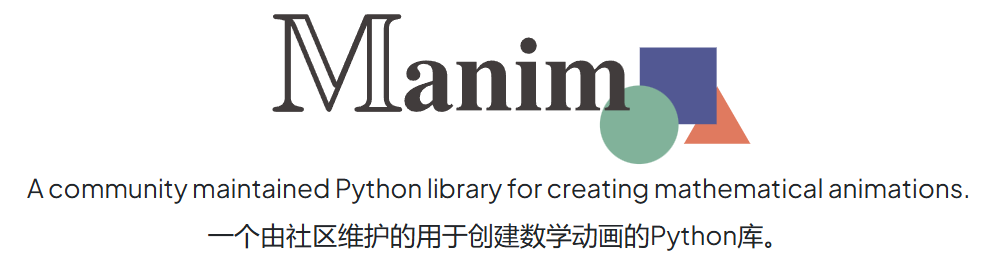 Manim
A community maintained Python library for creating mathematical animations.
一个由社区维护的用于创建数学动画的Python库。